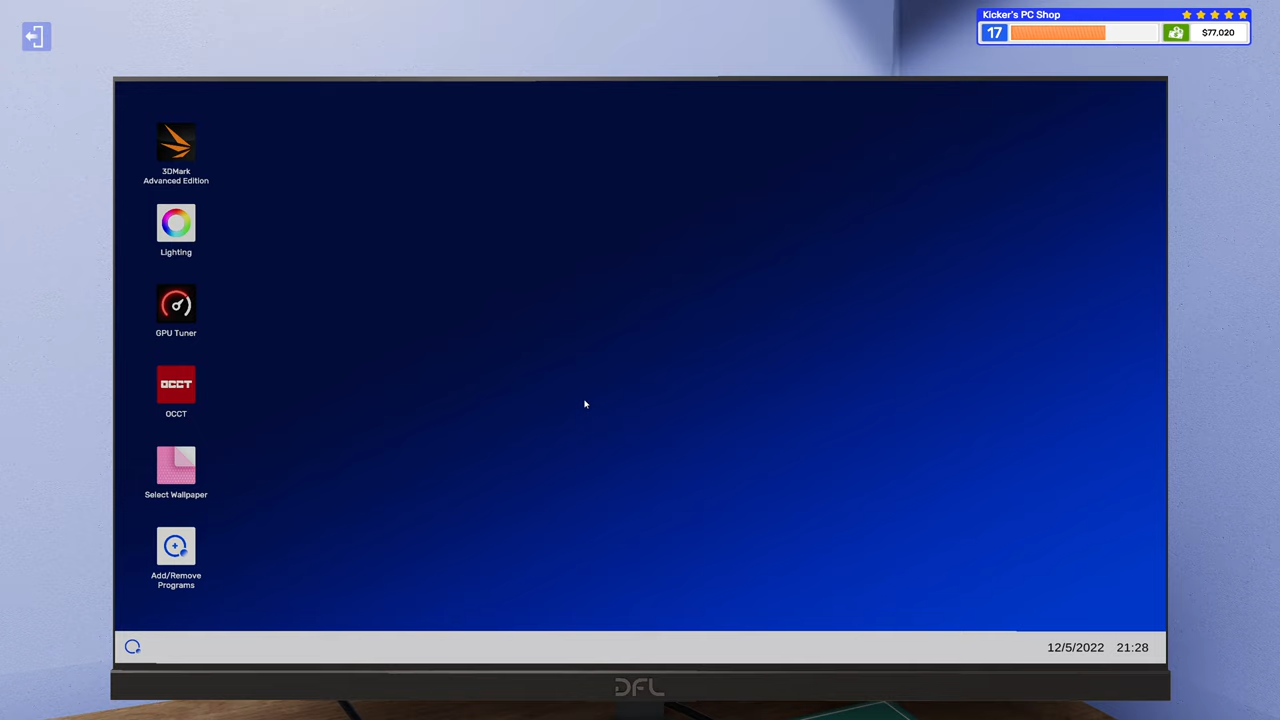 Kicker's PC Shop
17
$77,020
3DMark
Advanced Edition
Lighting
GPU Tuner
OCCT
OCCT
Select Wallpaper
Add/Remove
Programs
12/5/2022 21:28
DFL